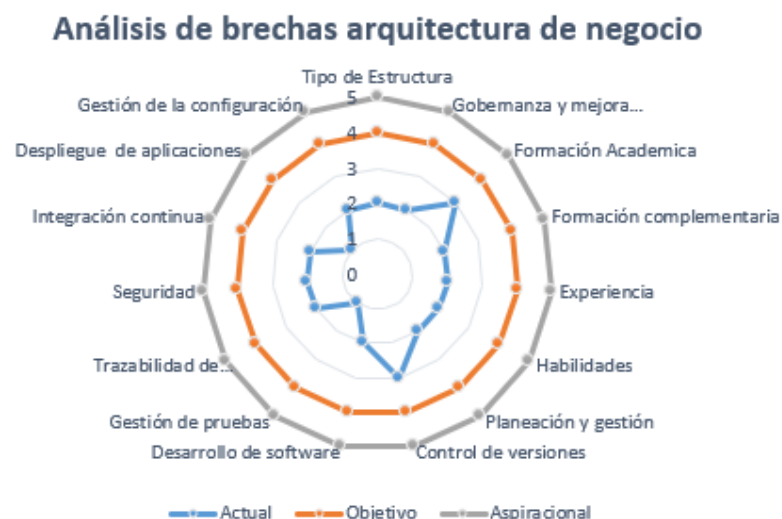 Análisis de brechas arquitectura de negocio
Tipo de Estructura
5
Gestión de la configuración
Gobernanza y mejora...
4
Despliegue de aplicaciones
Formación Academica
3
2
Integración continua
Formación complementaria
1
0
Seguridad
Experiencia
Trazabilidad de...
Habilidades
Gestión de pruebas
Planeación y gestión
Desarrollo de software
Control de versiones
Actual
Objetivo
Aspiracional